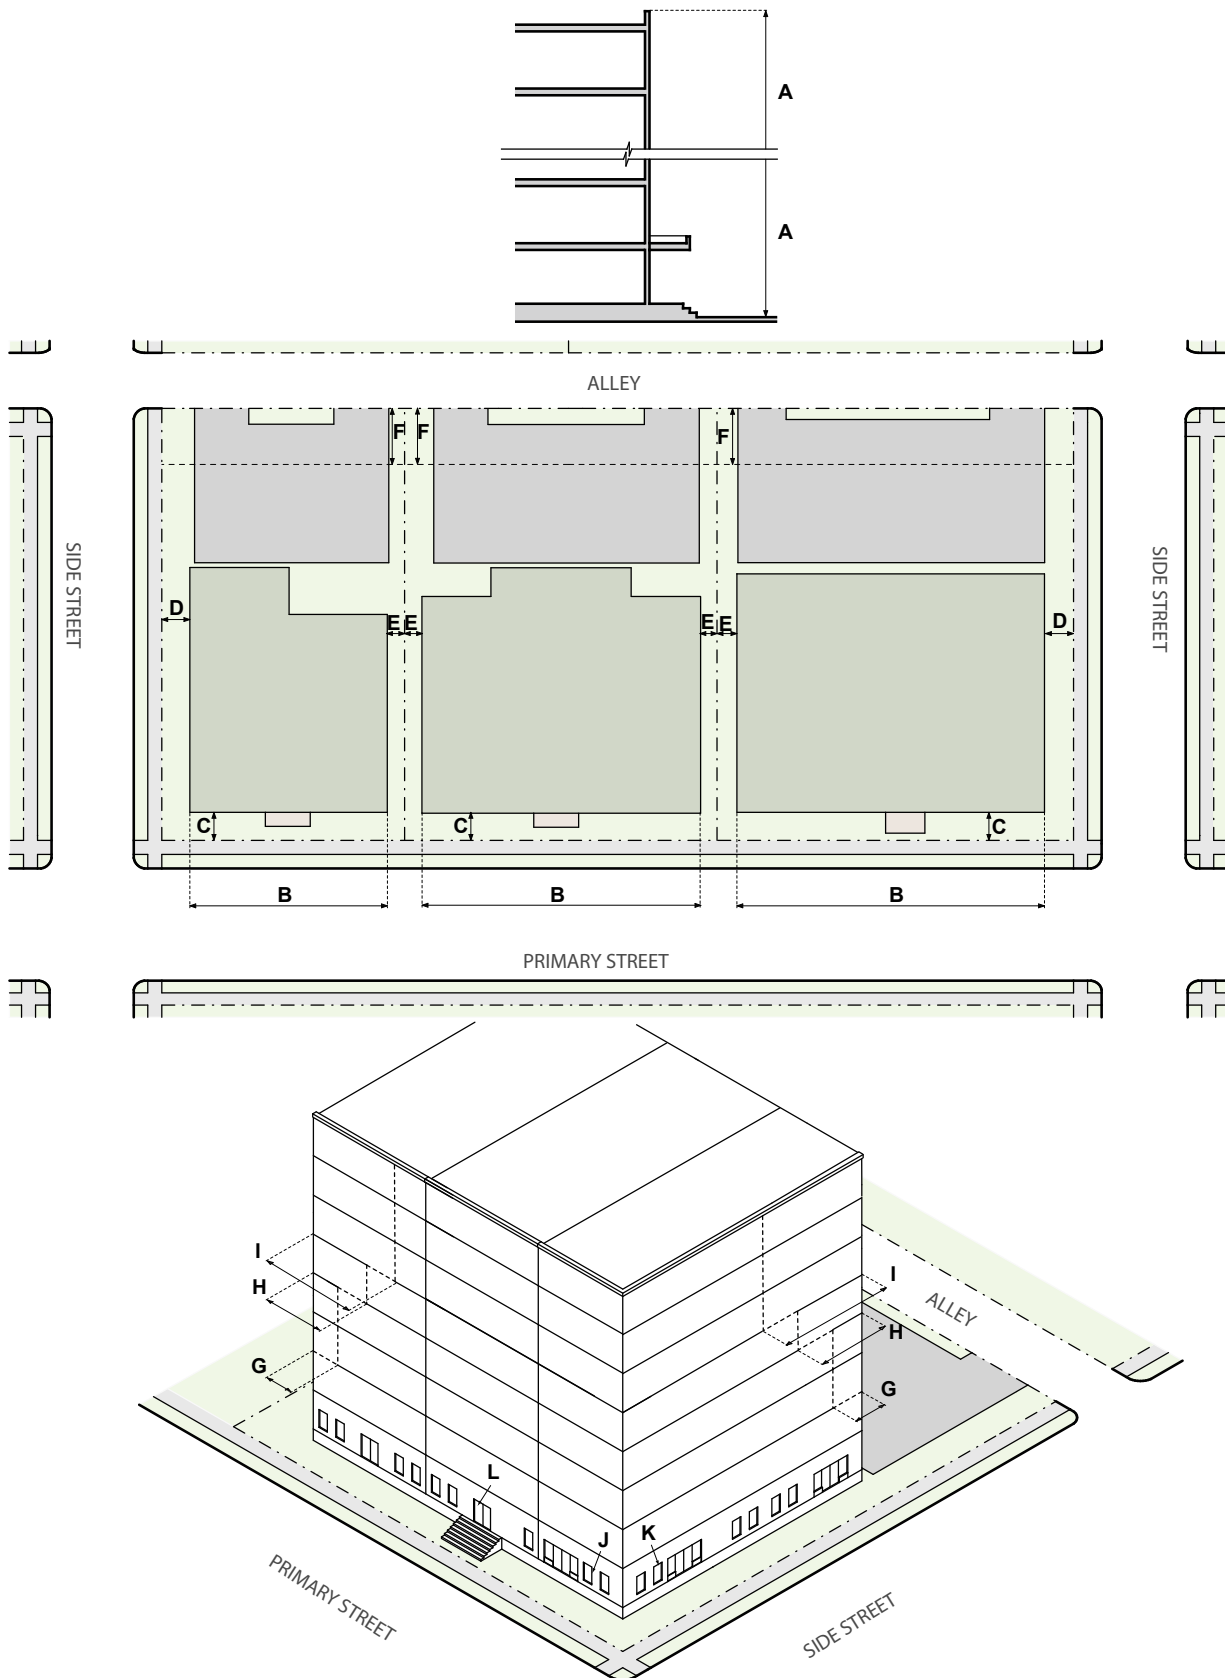 A
A
ALLEY
F F F
SIDE STREET
SIDE STREET
D E E E E D
C C C
B B B
PRIMARY STREET
I
H
G
I
H
G
ALLEY
L
J
K
PRIMARY STREET
SIDE STREET